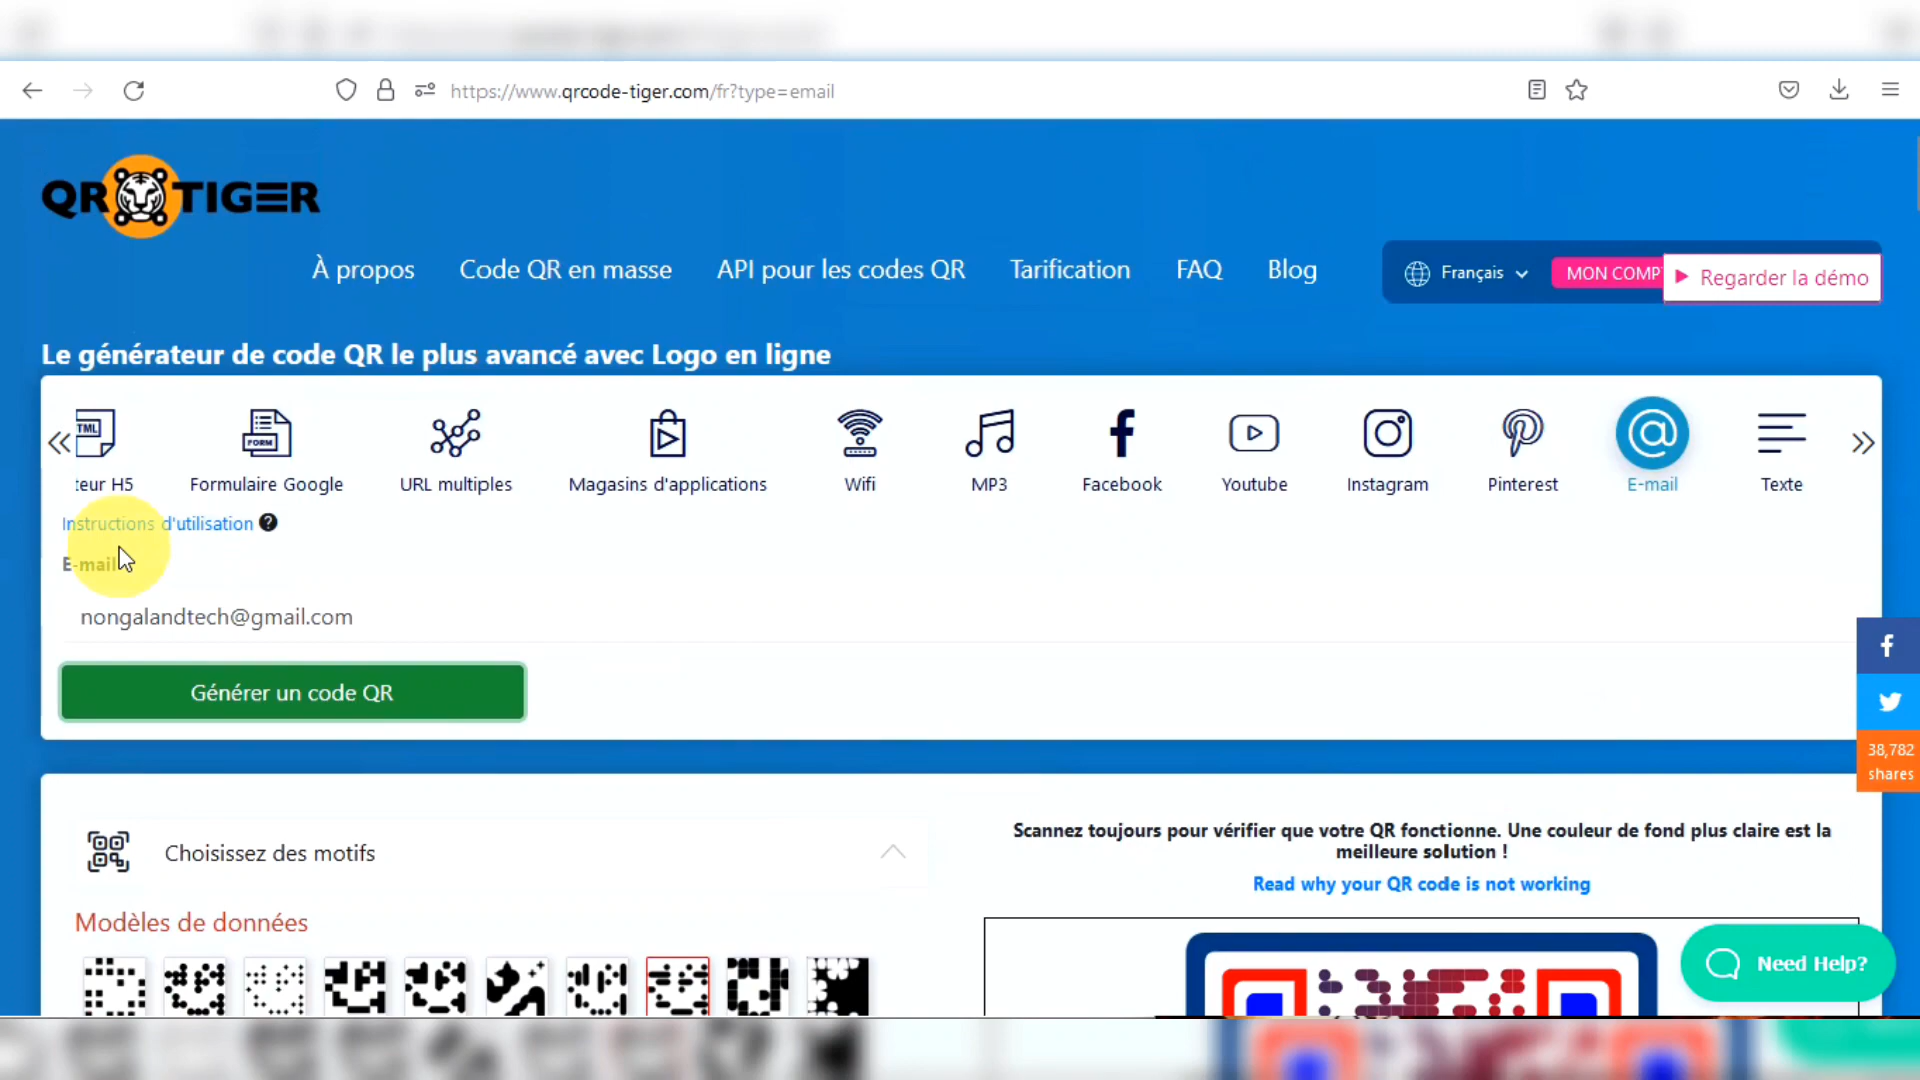 https://www.qrcode-tiger.com/fr?type=email
QR TIGER
À propos
Code QR en masse
API pour les codes QR
Tarification
FAQ
Blog
Français
MON COMP
Regarder la démo
Le générateur de code QR le plus avancé avec Logo en ligne
TML
FORM
teur H5
Formulaire Google
URL multiples
Magasins d'applications
Wifi
MP3
Facebook
Youtube
Instagram
Pinterest
E-mail
Texte
Instructions d'utilisation ?
E-mail
nongalandtech@gmail.com
Générer un code QR
38,782
shares
Choisissez des motifs
Modèles de données
Scannez toujours pour vérifier que votre QR fonctionne. Une couleur de fond plus claire est la
meilleure solution !
Read why your QR code is not working
Need Help?